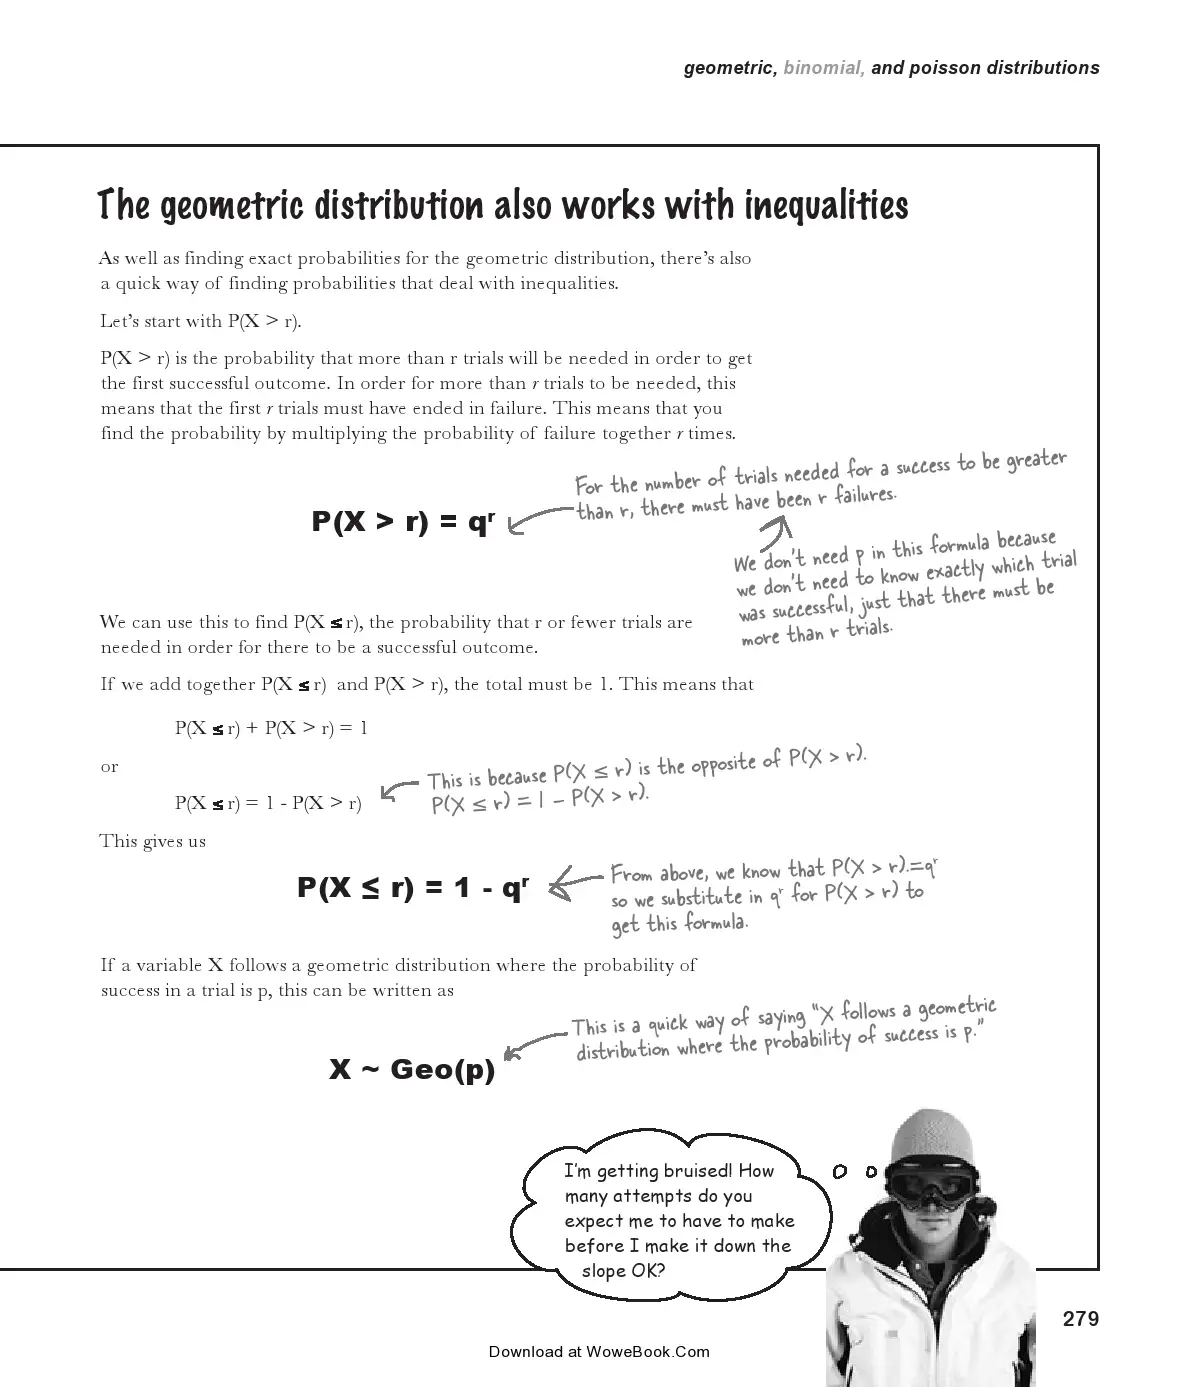 geometric, binomial, and poisson distributions
The geometric distribution also works with inequalities
As well as finding exact probabilities for the geometric distribution, there's also
a quick way of finding probabilities that deal with inequalities.
Let's start with P(X > r).
P(X > r) is the probability that more than r trials will be needed in order to get
the first successful outcome. In order for more than r trials to be needed, this
means that the first r trials must have ended in failure. This means that you
find the probability by multiplying the probability of failure together r times.
For the number of trials needed for a success to be greater
than r, there must have been r failures.
P(X > r) = qʳ
We don't need p in this formula because
we don't need to know exactly which trial
was successful, just that there must be
more than r trials.
We can use this to find P(X ≤ r), the probability that r or fewer trials are
needed in order for there to be a successful outcome.
If we add together P(X ≤ r) and P(X > r), the total must be 1. This means that
P(X ≤ r) + P(X > r) = 1
or
This is because P(X ≤ r) is the opposite of P(X > r).
P(X ≤ r) = 1 – P(X > r).
P(X ≤ r) = 1 - P(X > r)
This gives us
P(X ≤ r) = 1 - qʳ
From above, we know that P(X > r).=qʳ
so we substitute in qʳ for P(X > r) to
get this formula.
If a variable X follows a geometric distribution where the probability of
success in a trial is p, this can be written as
This is a quick way of saying "X follows a geometric
distribution where the probability of success is p."
X ~ Geo(p)
I'm getting bruised! How
many attempts do you
expect me to have to make
before I make it down the
slope OK?
279
Download at WoweBook.Com